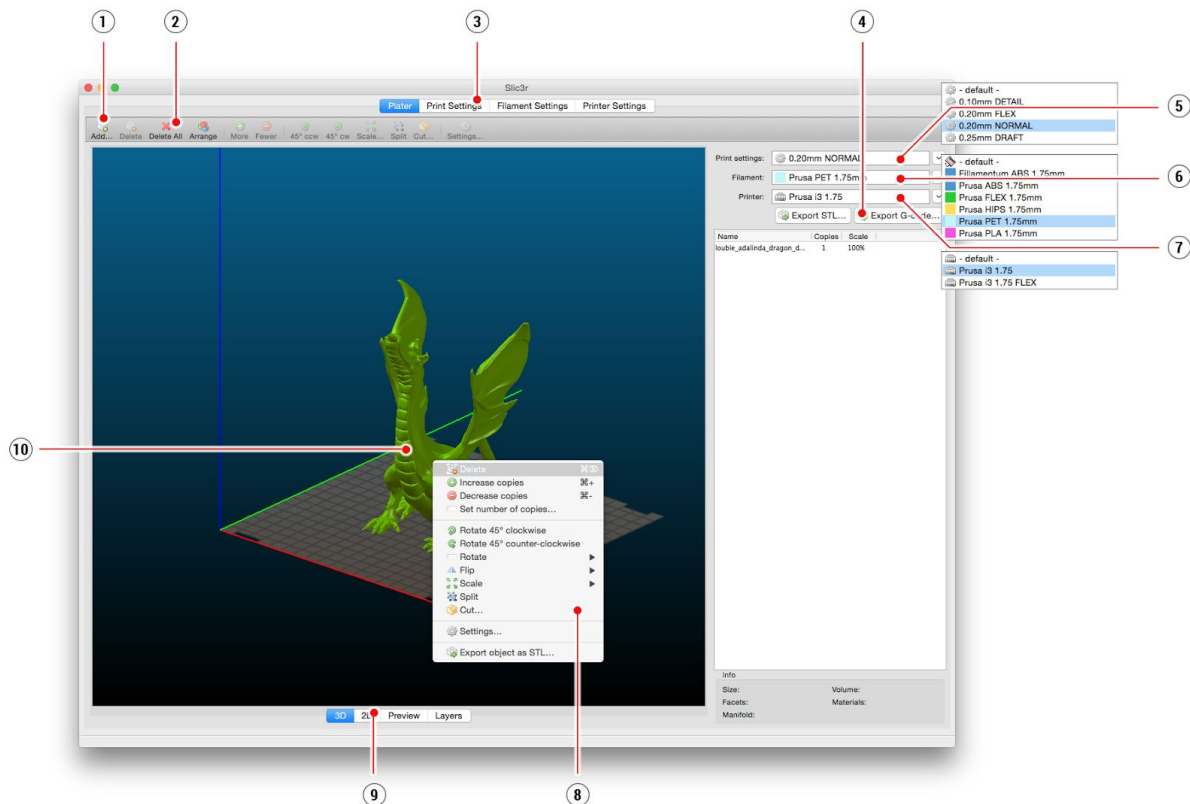 1 2 3 4
Slic3r
Plater Print Settings Filament Settings Printer Settings
Add... Delete Delete All Arrange More Fewer 45° ccw 45° cw Scale... Split Cut... Settings...
Print settings: 0.20mm NORMAL
Filament: Prusa PET 1.75mm
Printer: Prusa i3 1.75
Export STL... Export G-code...
Name Copies Scale
loubie_adalinda_dragon_d... 1 100%
- default -
0.10mm DETAIL
0.20mm FLEX
0.20mm NORMAL
0.25mm DRAFT
5
- default -
Fillamentum ABS 1.75mm
Prusa ABS 1.75mm
Prusa FLEX 1.75mm
Prusa HIPS 1.75mm
Prusa PET 1.75mm
Prusa PLA 1.75mm
6
7
- default -
Prusa i3 1.75
Prusa i3 1.75 FLEX
10
Delete ⌘⌦
Increase copies ⌘+
Decrease copies ⌘-
Set number of copies...
Rotate 45° clockwise
Rotate 45° counter-clockwise
Rotate
Flip
Scale
Split
Cut...
Settings...
Export object as STL...
Info
Size: Volume:
Facets: Materials:
Manifold:
3D 2D Preview Layers
9 8